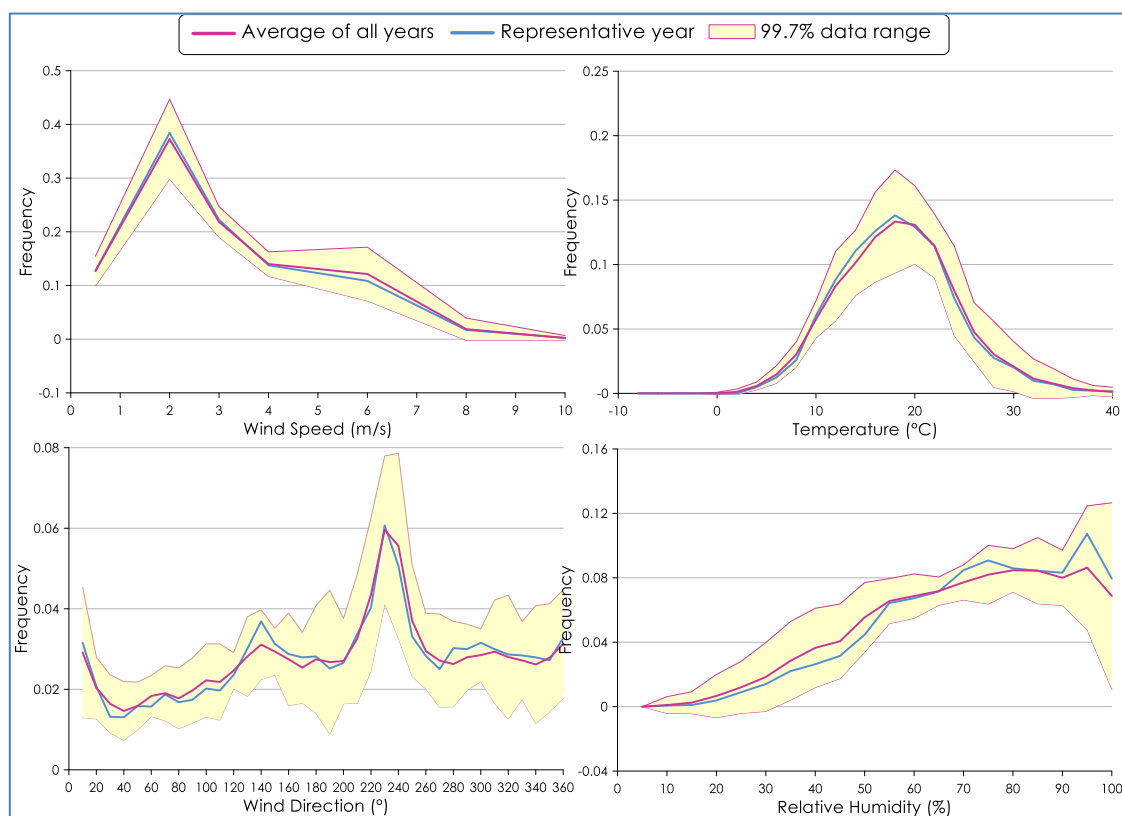 Average of all years Representative year 99.7% data range
0.5
0.4
0.3
0.2
0.1
0
-0.1
Frequency
0 1 2 3 4 5 6 7 8 9 10
Wind Speed (m/s)
0.25
0.2
0.15
0.1
0.05
-0
Frequency
-10 0 10 20 30 40
Temperature (°C)
0.08
0.06
0.04
0.02
0
Frequency
0 20 40 60 80 100 120 140 160 180 200 220 240 260 280 300 320 340 360
Wind Direction (°)
0.16
0.12
0.08
0.04
0
-0.04
Frequency
0 10 20 30 40 50 60 70 80 90 100
Relative Humidity (%)